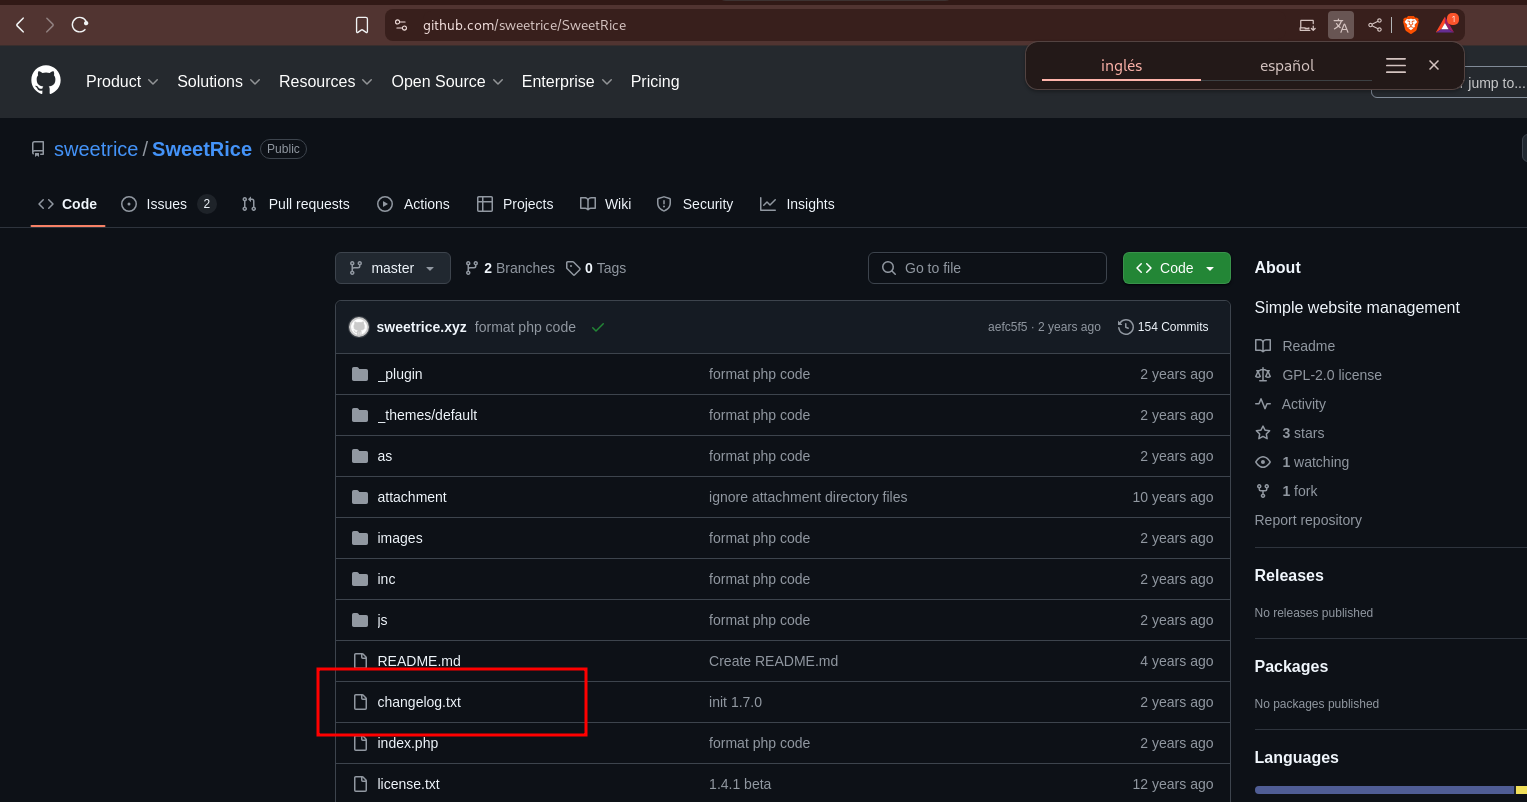 github.com/sweetrice/SweetRice
1
inglés español
Product Solutions Resources Open Source Enterprise Pricing
jump to...
sweetrice / SweetRice Public
Code Issues 2 Pull requests Actions Projects Wiki Security Insights
master 2 Branches 0 Tags Go to file Code
sweetrice.xyz format php code aefc5f5 · 2 years ago 154 Commits
_plugin format php code 2 years ago
_themes/default format php code 2 years ago
as format php code 2 years ago
attachment ignore attachment directory files 10 years ago
images format php code 2 years ago
inc format php code 2 years ago
js format php code 2 years ago
README.md Create README.md 4 years ago
changelog.txt init 1.7.0 2 years ago
index.php format php code 2 years ago
license.txt 1.4.1 beta 12 years ago
About
Simple website management
Readme
GPL-2.0 license
Activity
3 stars
1 watching
1 fork
Report repository
Releases
No releases published
Packages
No packages published
Languages